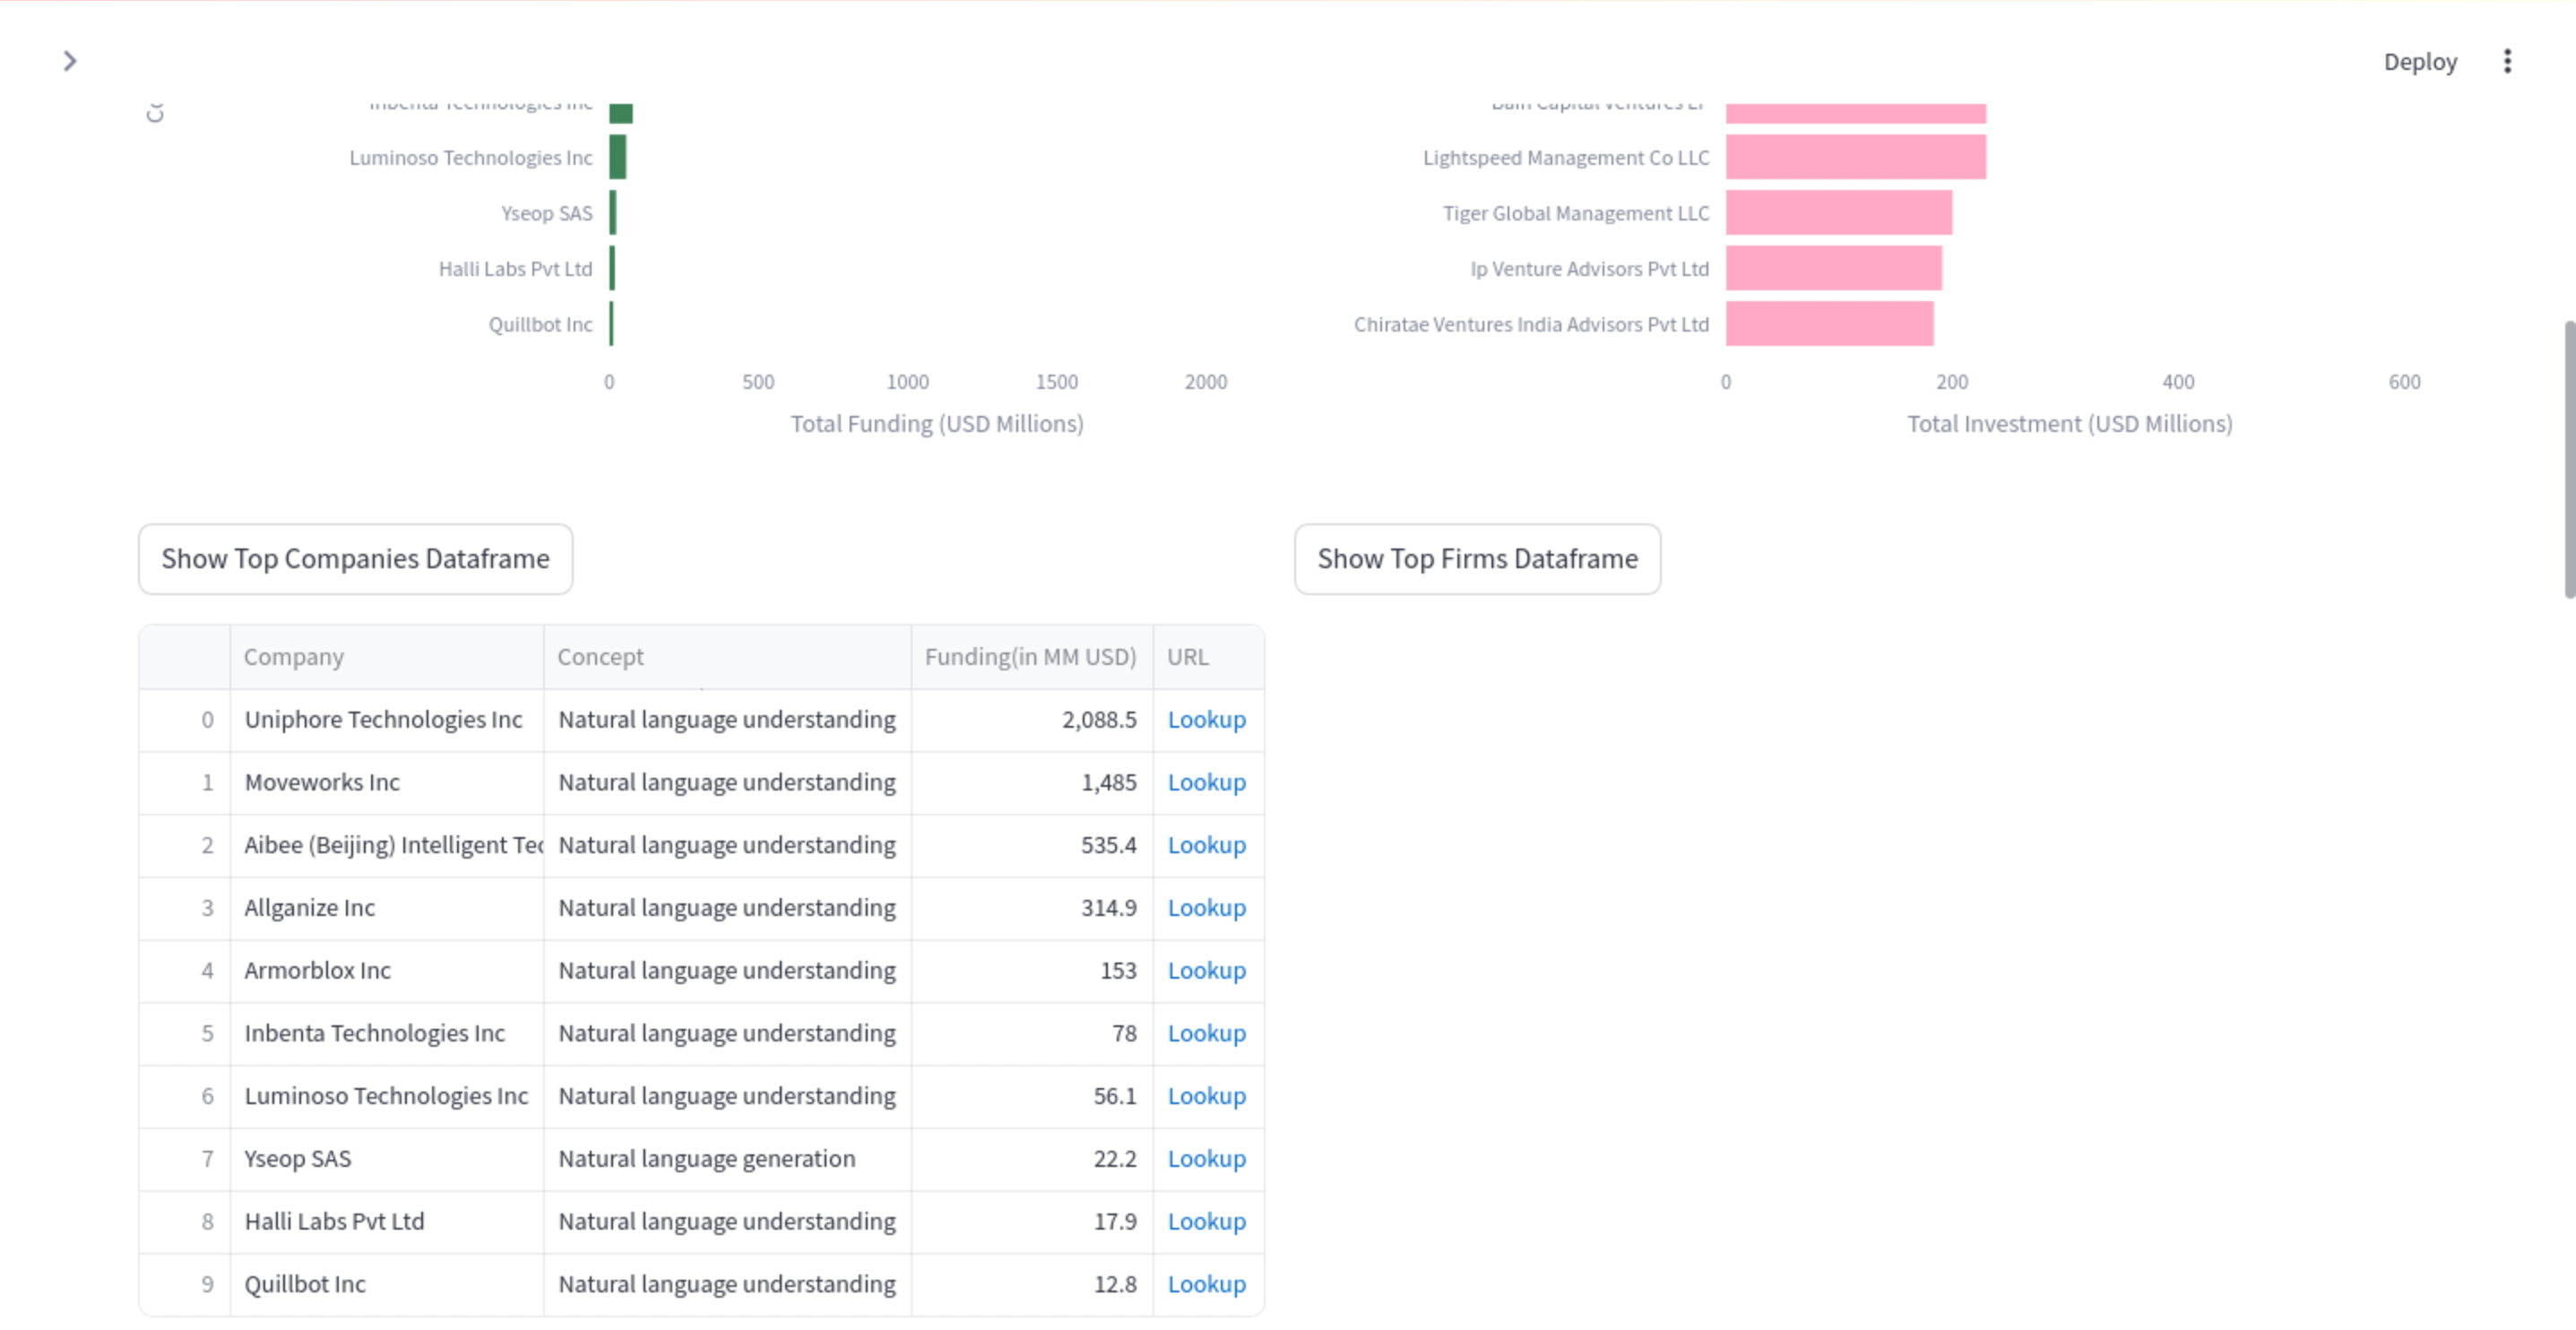 Deploy
Inbenta Technologies Inc
Luminoso Technologies Inc
Yseop SAS
Halli Labs Pvt Ltd
Quillbot Inc
0 500 1000 1500 2000
Total Funding (USD Millions)
Bain Capital Ventures LP
Lightspeed Management Co LLC
Tiger Global Management LLC
Ip Venture Advisors Pvt Ltd
Chiratae Ventures India Advisors Pvt Ltd
0 200 400 600
Total Investment (USD Millions)
Show Top Companies Dataframe
Show Top Firms Dataframe
Company Concept Funding(in MM USD) URL
0 Uniphore Technologies Inc Natural language understanding 2,088.5 Lookup
1 Moveworks Inc Natural language understanding 1,485 Lookup
2 Aibee (Beijing) Intelligent Tec Natural language understanding 535.4 Lookup
3 Allganize Inc Natural language understanding 314.9 Lookup
4 Armorblox Inc Natural language understanding 153 Lookup
5 Inbenta Technologies Inc Natural language understanding 78 Lookup
6 Luminoso Technologies Inc Natural language understanding 56.1 Lookup
7 Yseop SAS Natural language generation 22.2 Lookup
8 Halli Labs Pvt Ltd Natural language understanding 17.9 Lookup
9 Quillbot Inc Natural language understanding 12.8 Lookup